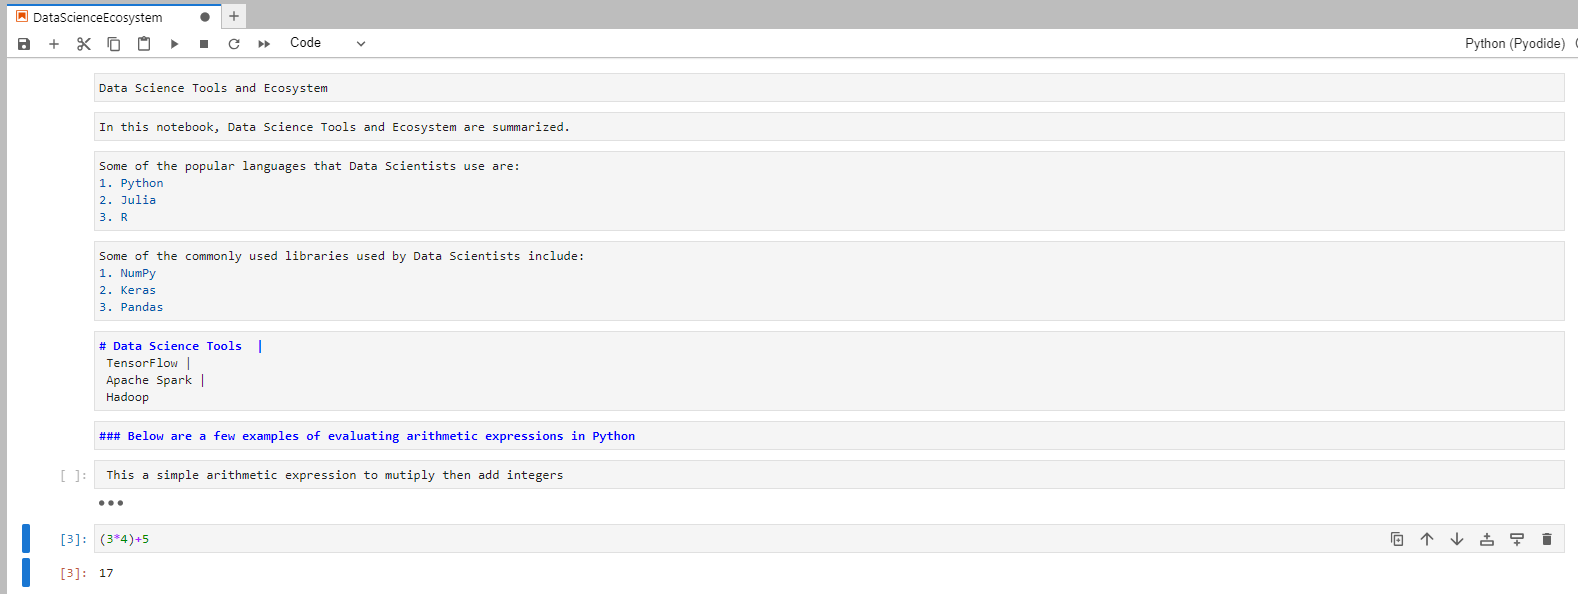 DataScienceEcosystem
Code
Python (Pyodide)
Data Science Tools and Ecosystem
In this notebook, Data Science Tools and Ecosystem are summarized.
Some of the popular languages that Data Scientists use are:
1. Python
2. Julia
3. R
Some of the commonly used libraries used by Data Scientists include:
1. NumPy
2. Keras
3. Pandas
# Data Science Tools |
TensorFlow |
Apache Spark |
Hadoop
### Below are a few examples of evaluating arithmetic expressions in Python
[ ]: This a simple arithmetic expression to mutiply then add integers
[3]: (3*4)+5
[3]: 17